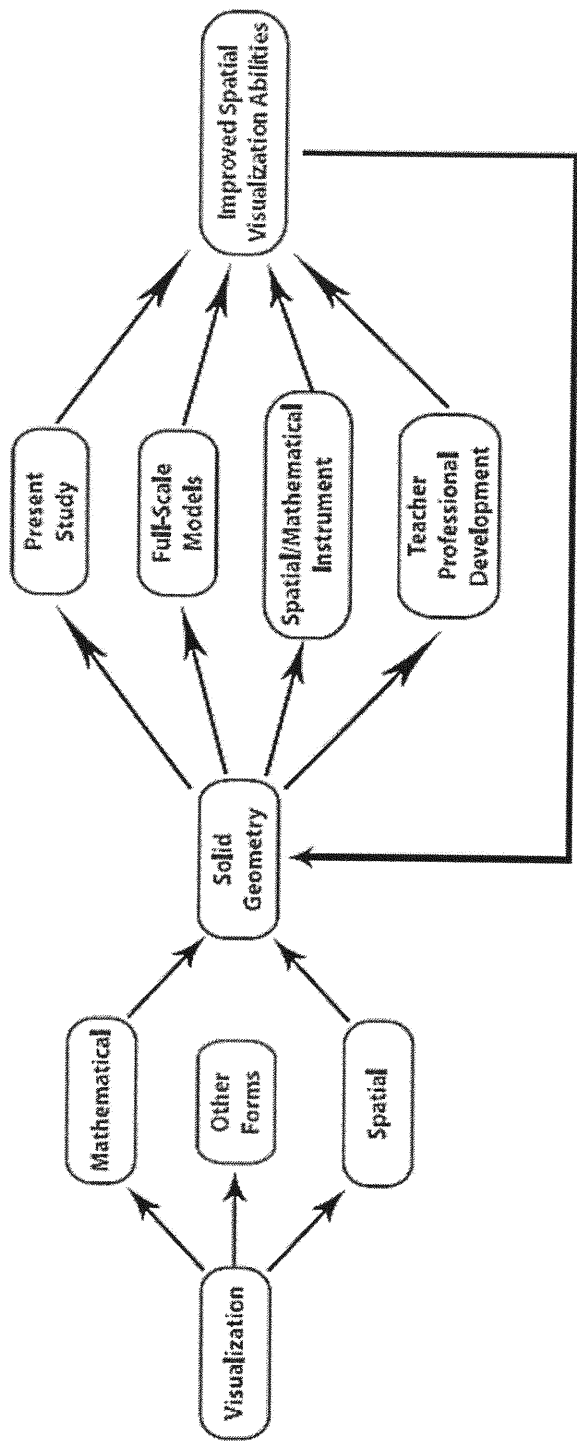 Visualization
Mathematical
Other
Forms
Spatial
Solid
Geometry
Present
Study
Full-Scale
Models
Spatial/Mathematical
Instrument
Teacher
Professional
Development
Improved Spatial
Visualization Abilities